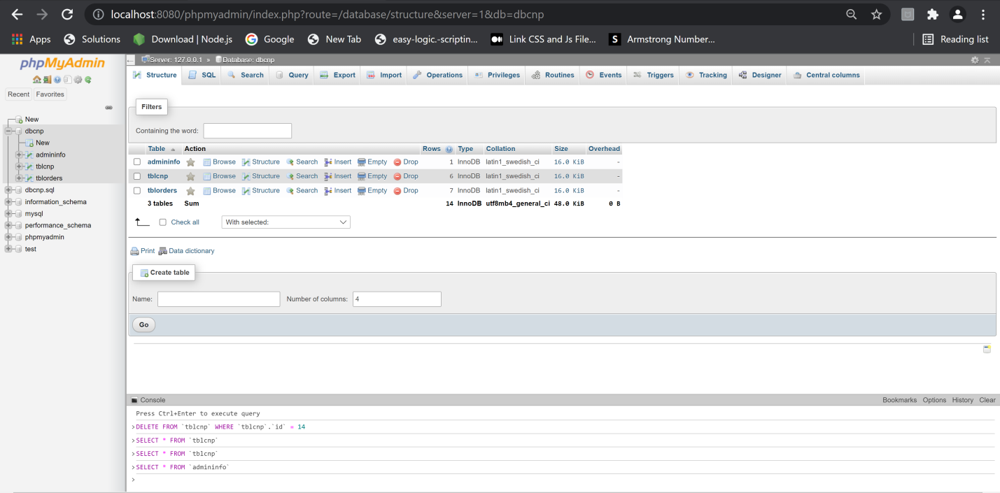 localhost:8080/phpmyadmin/index.php?route=/database/structure&server=1&db=dbcnp
Apps Solutions Download | Node.js Google New Tab easy-logic.-scriptin... Link CSS and Js File... S Armstrong Number... Reading list
phpMyAdmin
Recent Favorites
New
dbcnp
New
admininfo
tblcnp
tblorders
dbcnp.sql
information_schema
mysql
performance_schema
phpmyadmin
test
Server: 127.0.0.1 » Database: dbcnp
Structure SQL Search Query Export Import Operations Privileges Routines Events Triggers Tracking Designer Central columns
Filters
Containing the word:
Table Action Rows Type Collation Size Overhead
admininfo Browse Structure Search Insert Empty Drop 1 InnoDB latin1_swedish_ci 16.0 KiB -
tblcnp Browse Structure Search Insert Empty Drop 6 InnoDB latin1_swedish_ci 16.0 KiB -
tblorders Browse Structure Search Insert Empty Drop 7 InnoDB latin1_swedish_ci 16.0 KiB -
3 tables Sum 14 InnoDB utf8mb4_general_ci 48.0 KiB 0 B
Check all With selected:
Print Data dictionary
Create table
Name: Number of columns: 4
Go
Console Bookmarks Options History Clear
Press Ctrl+Enter to execute query
>DELETE FROM `tblcnp` WHERE `tblcnp`.`id` = 14
>SELECT * FROM `tblcnp`
>SELECT * FROM `tblcnp`
>SELECT * FROM `admininfo`
>